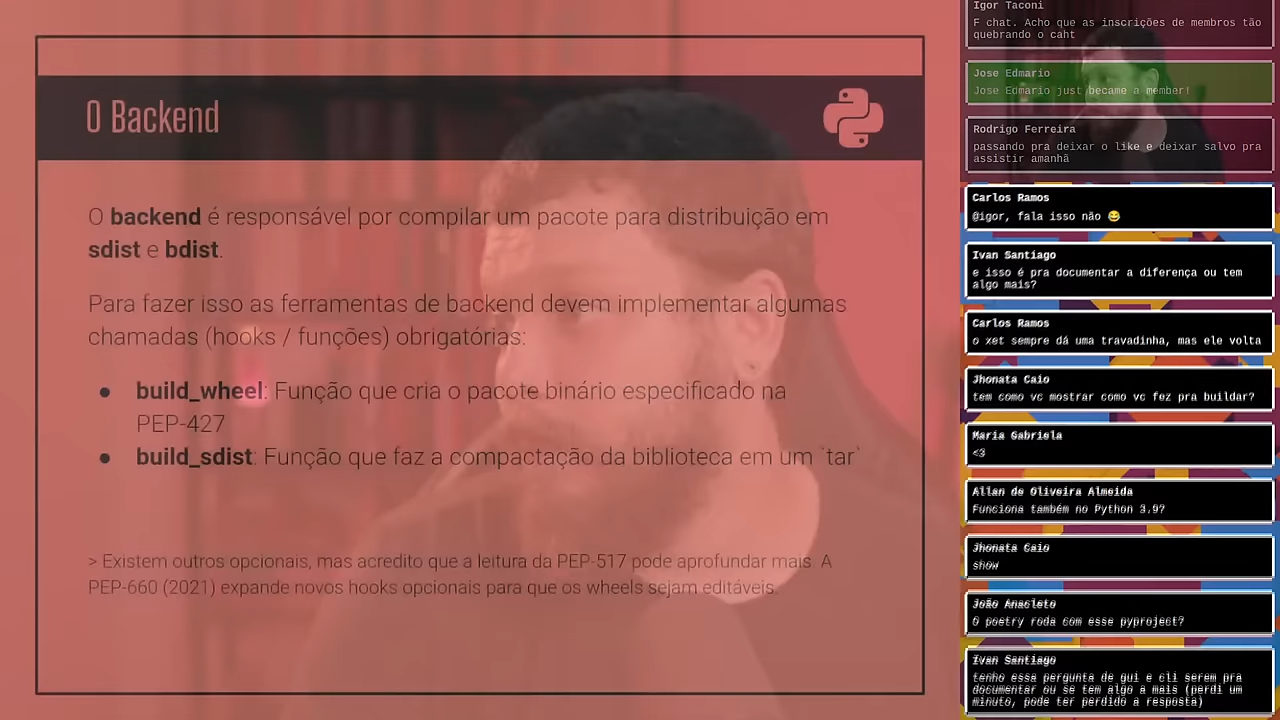 O Backend
O backend é responsável por compilar um pacote para distribuição em
sdist e bdist.
Para fazer isso as ferramentas de backend devem implementar algumas
chamadas (hooks / funções) obrigatórias:
● build_wheel: Função que cria o pacote binário especificado na
PEP-427
● build_sdist: Função que faz a compactação da biblioteca em um `tar`
> Existem outros opcionais, mas acredito que a leitura da PEP-517 pode aprofundar mais. A
PEP-660 (2021) expande novos hooks opcionais para que os wheels sejam editáveis.
Igor Taconi
F chat. Acho que as inscrições de membros tão
quebrando o caht
Jose Edmario
Jose Edmario just became a member!
Rodrigo Ferreira
passando pra deixar o like e deixar salvo pra
assistir amanhã
Carlos Ramos
@igor, fala isso não 😅
Ivan Santiago
e isso é pra documentar a diferença ou tem
algo mais?
Carlos Ramos
o xet sempre dá uma travadinha, mas ele volta
Jhonata Caio
tem como vc mostrar como vc fez pra buildar?
Maria Gabriela
<3
Allan de Oliveira Almeida
Funciona também no Python 3.9?
Jhonata Caio
show
João Anacleto
O poetry roda com esse pyproject?
Ivan Santiago
tenho essa pergunta de gui e cli serem pra
documentar ou se tem algo a mais (perdi um
minuto, pode ter perdido a resposta)